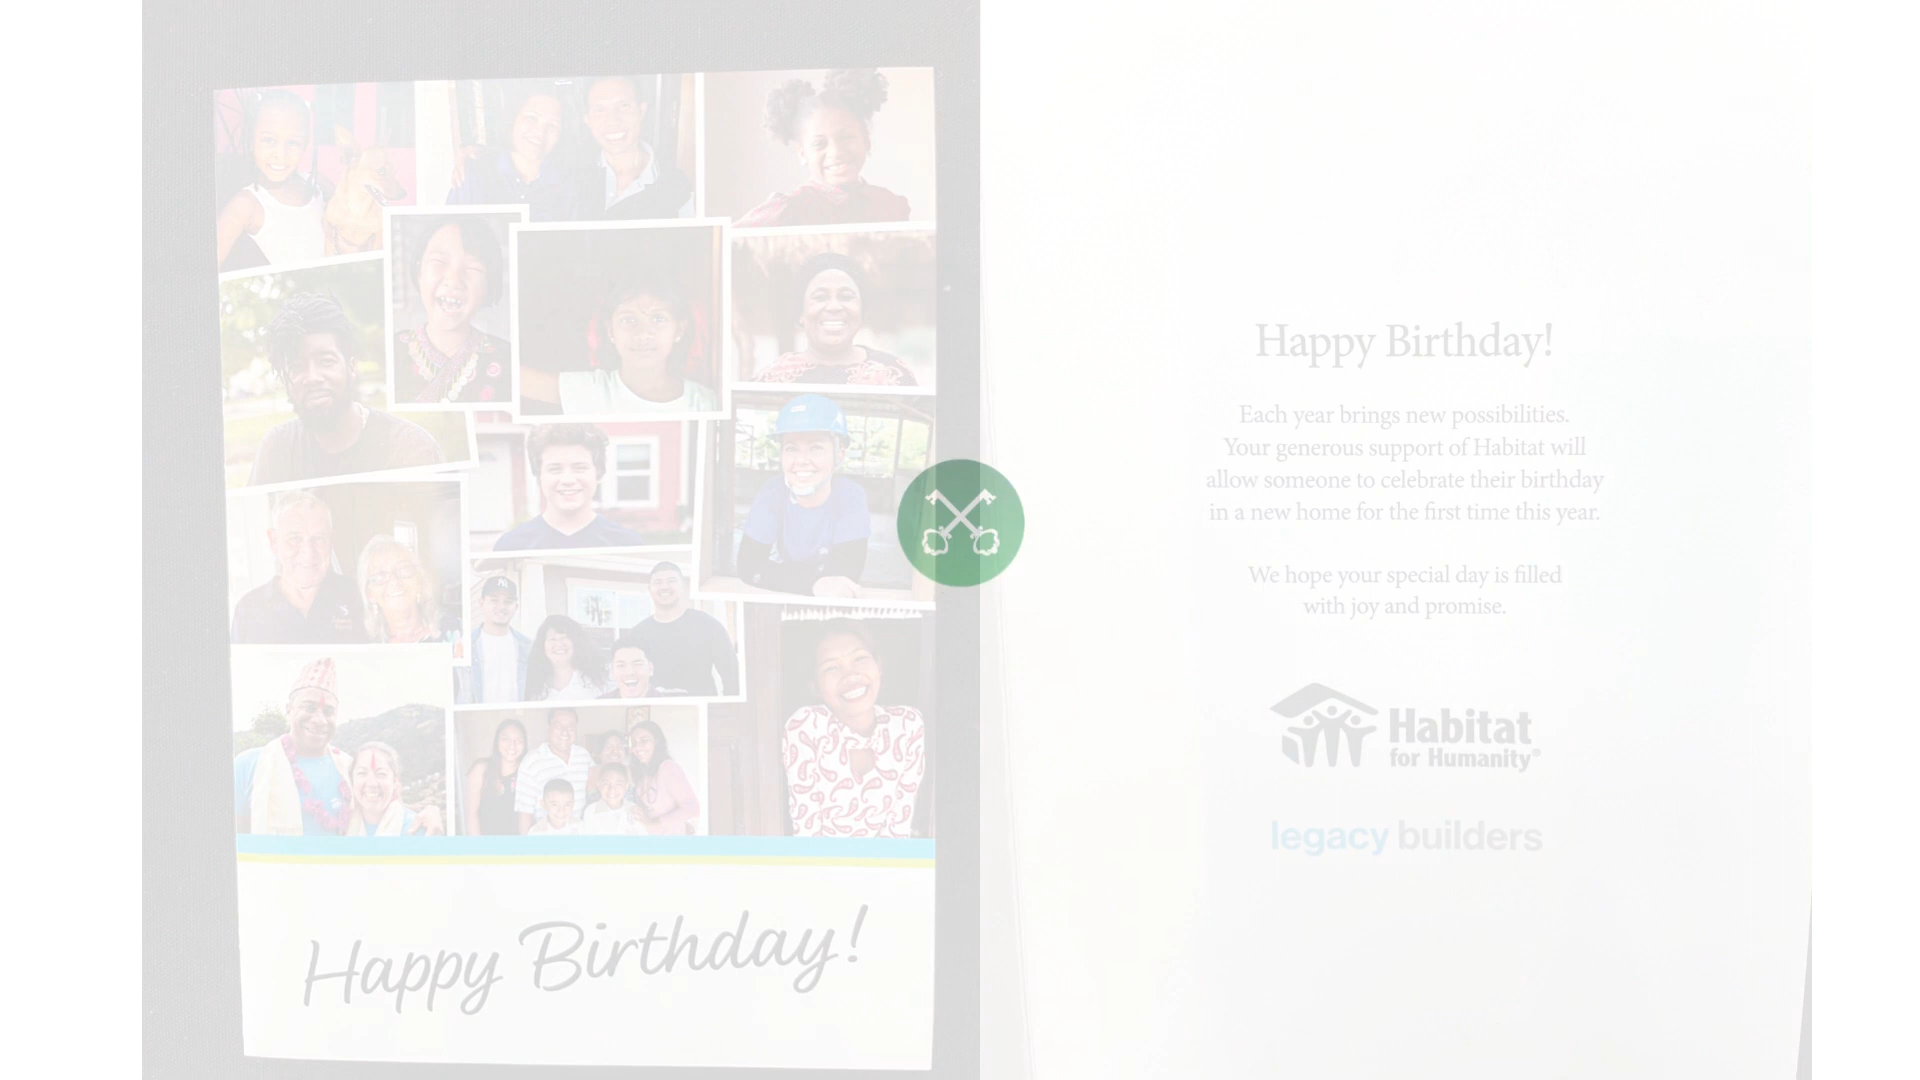 Happy Birthday!
Happy Birthday!
Each year brings new possibilities.
Your generous support of Habitat will
allow someone to celebrate their birthday
in a new home for the first time this year.
We hope your special day is filled
with joy and promise.
Habitat
for Humanity®
legacy builders